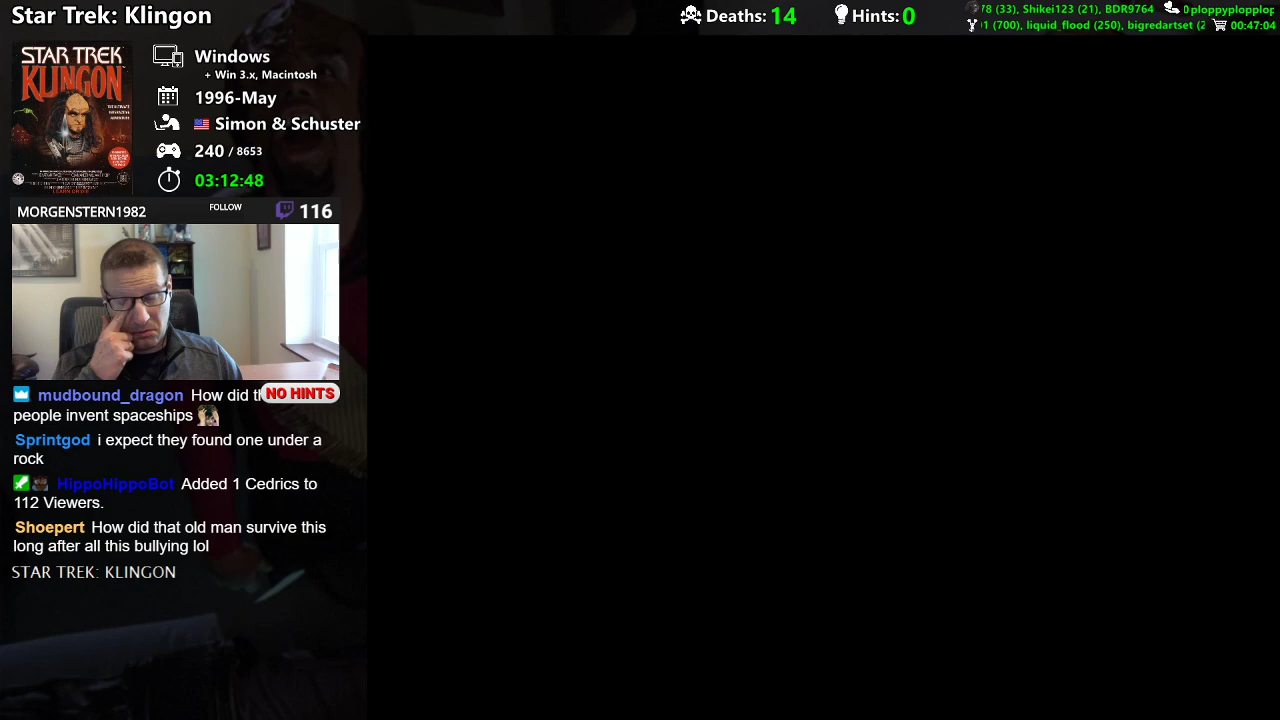 Star Trek: Klingon
Deaths: 14
Hints: 0
78 (33), Shikei123 (21), BDR9764
0 ploppyplopplop
1 (700), liquid_flood (250), bigredartset (2
00:47:04
STAR TREK
KLINGON
Windows
+ Win 3.x, Macintosh
1996-May
Simon & Schuster
240 / 8653
03:12:48
MORGENSTERN1982
FOLLOW
116
mudbound_dragon How did th
NO HINTS
people invent spaceships
Sprintgod i expect they found one under a
rock
HippoHippoBot Added 1 Cedrics to
112 Viewers.
Shoepert How did that old man survive this
long after all this bullying lol
STAR TREK: KLINGON